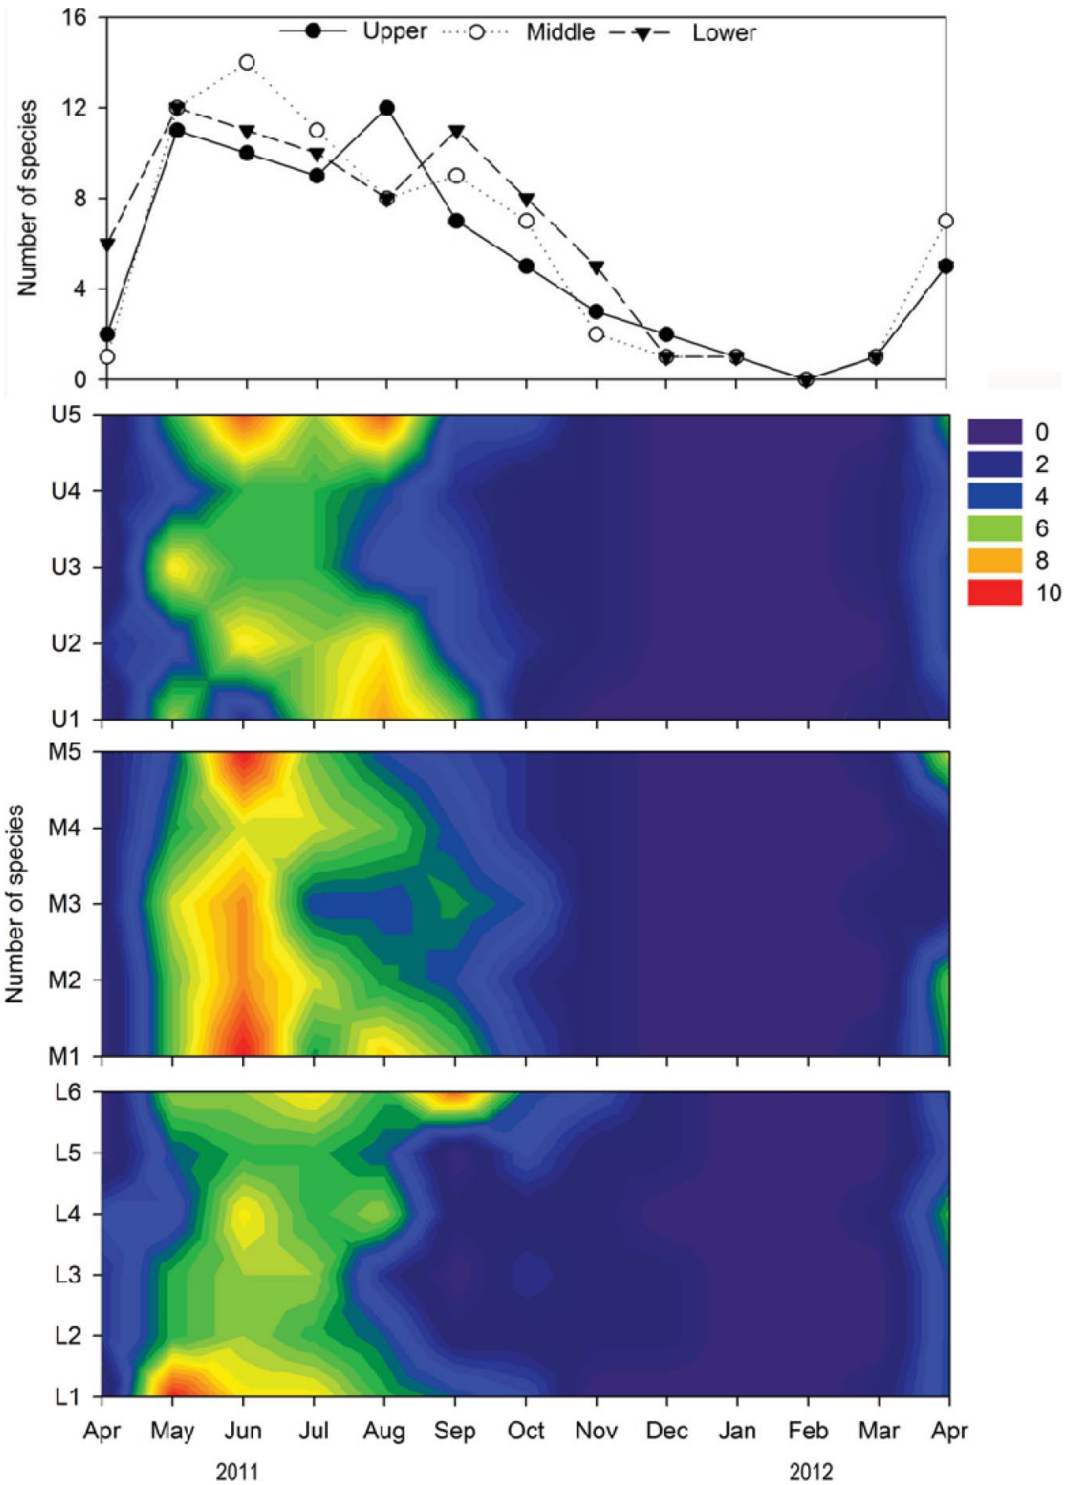 Upper Middle Lower
Number of species
16
12
8
4
0
U5
U4
U3
U2
U1
0
2
4
6
8
10
Number of species
M5
M4
M3
M2
M1
L6
L5
L4
L3
L2
L1
Apr May Jun Jul Aug Sep Oct Nov Dec Jan Feb Mar Apr
2011 2012